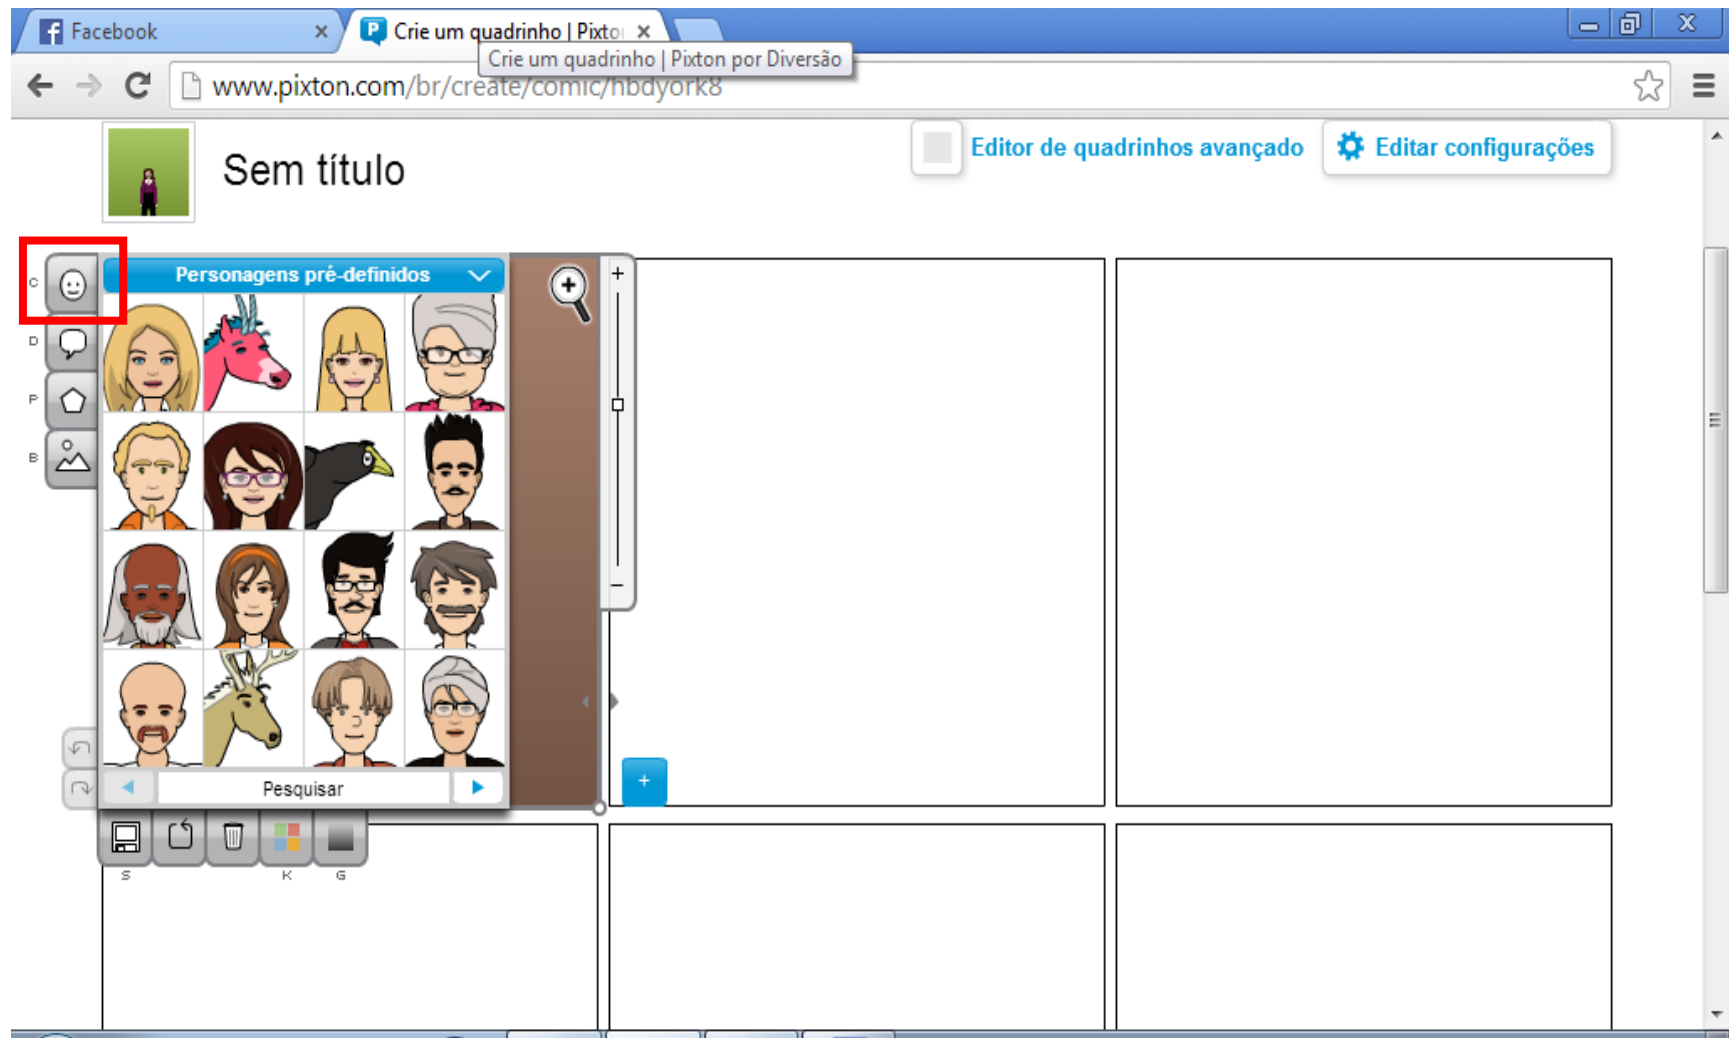 Facebook
Crie um quadrinho | Pixto
Crie um quadrinho | Pixton por Diversão
www.pixton.com/br/create/comic/hbdyork8
Sem título
Editor de quadrinhos avançado
Editar configurações
Personagens pré-definidos
C
D
P
B
+
−
Pesquisar
+
S
K
G